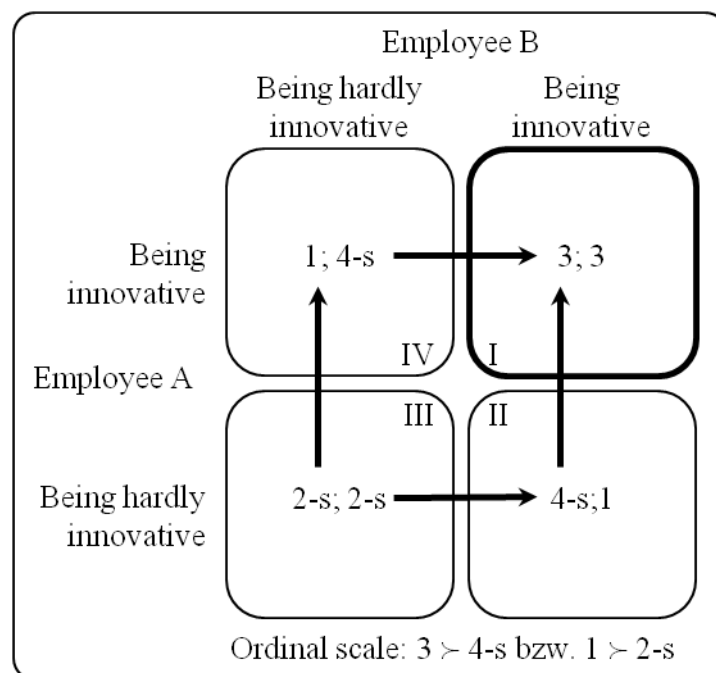 Employee B
Being hardly innovative
Being innovative
Being innovative
1; 4-s
3; 3
IV
I
Employee A
III
II
Being hardly innovative
2-s; 2-s
4-s;1
Ordinal scale: 3 ≻ 4-s bzw. 1 ≻ 2-s